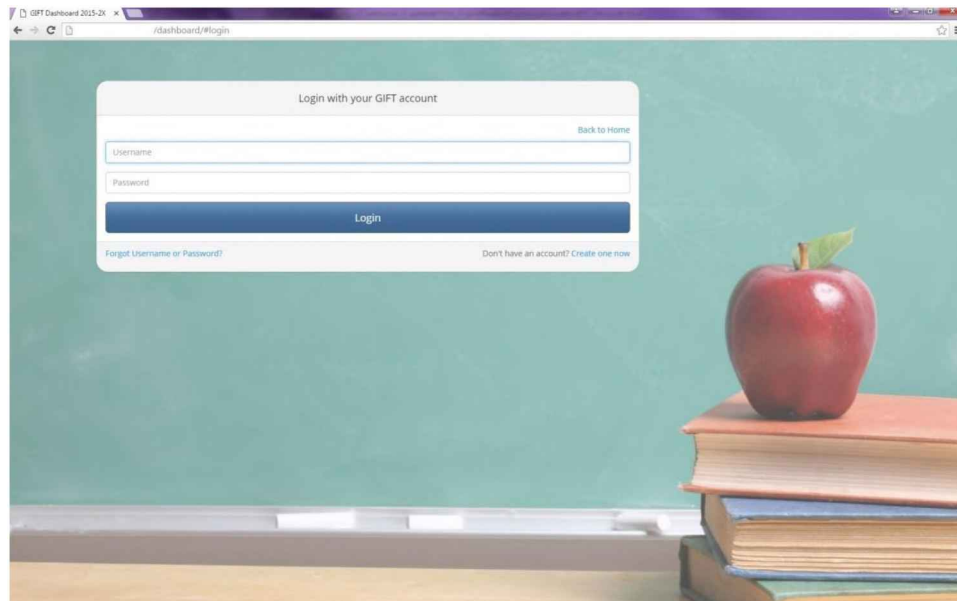 GIFT Dashboard 2015-2X
/dashboard/#login
Login with your GIFT account
Back to Home
Username
Password
Login
Forgot Username or Password?
Don't have an account? Create one now